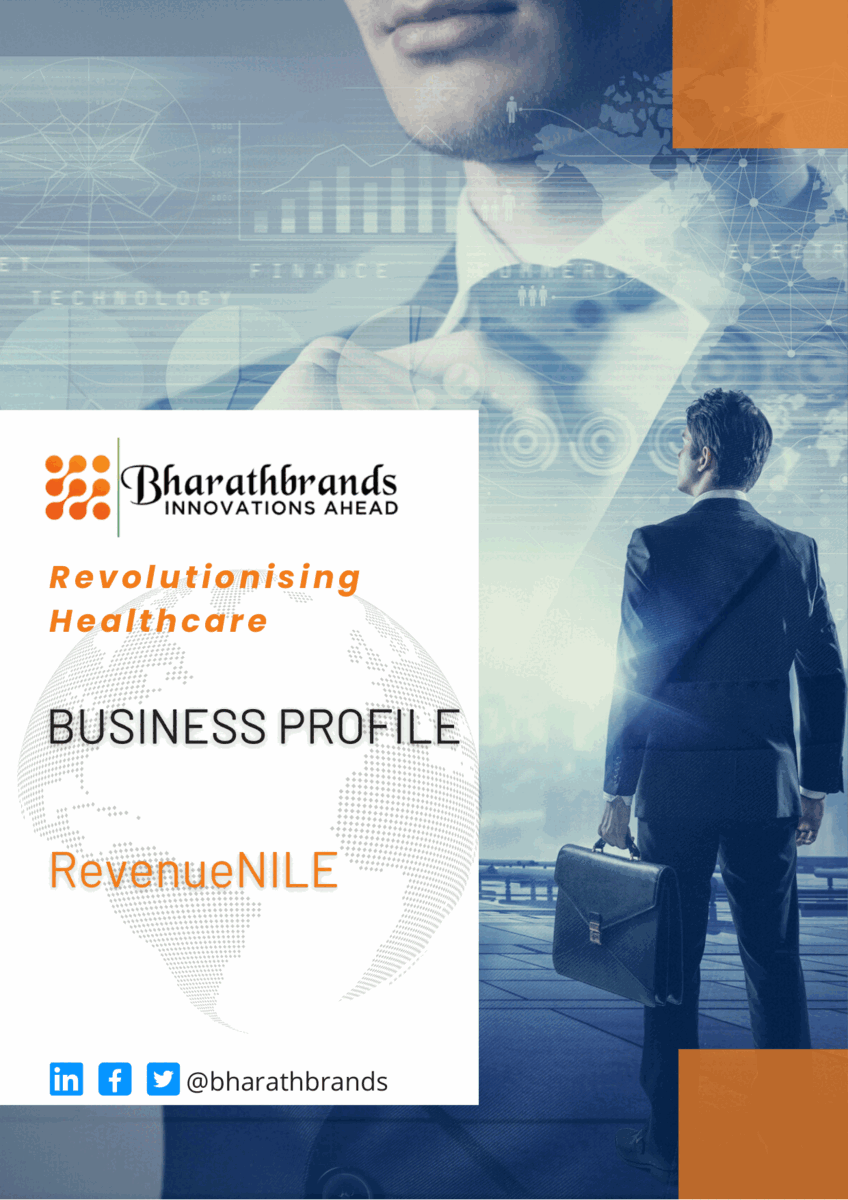 FINANCE
TECHNOLOGY
Bharathbrands
INNOVATIONS AHEAD
Revolutionising
Healthcare
BUSINESS PROFILE
RevenueNILE
@bharathbrands